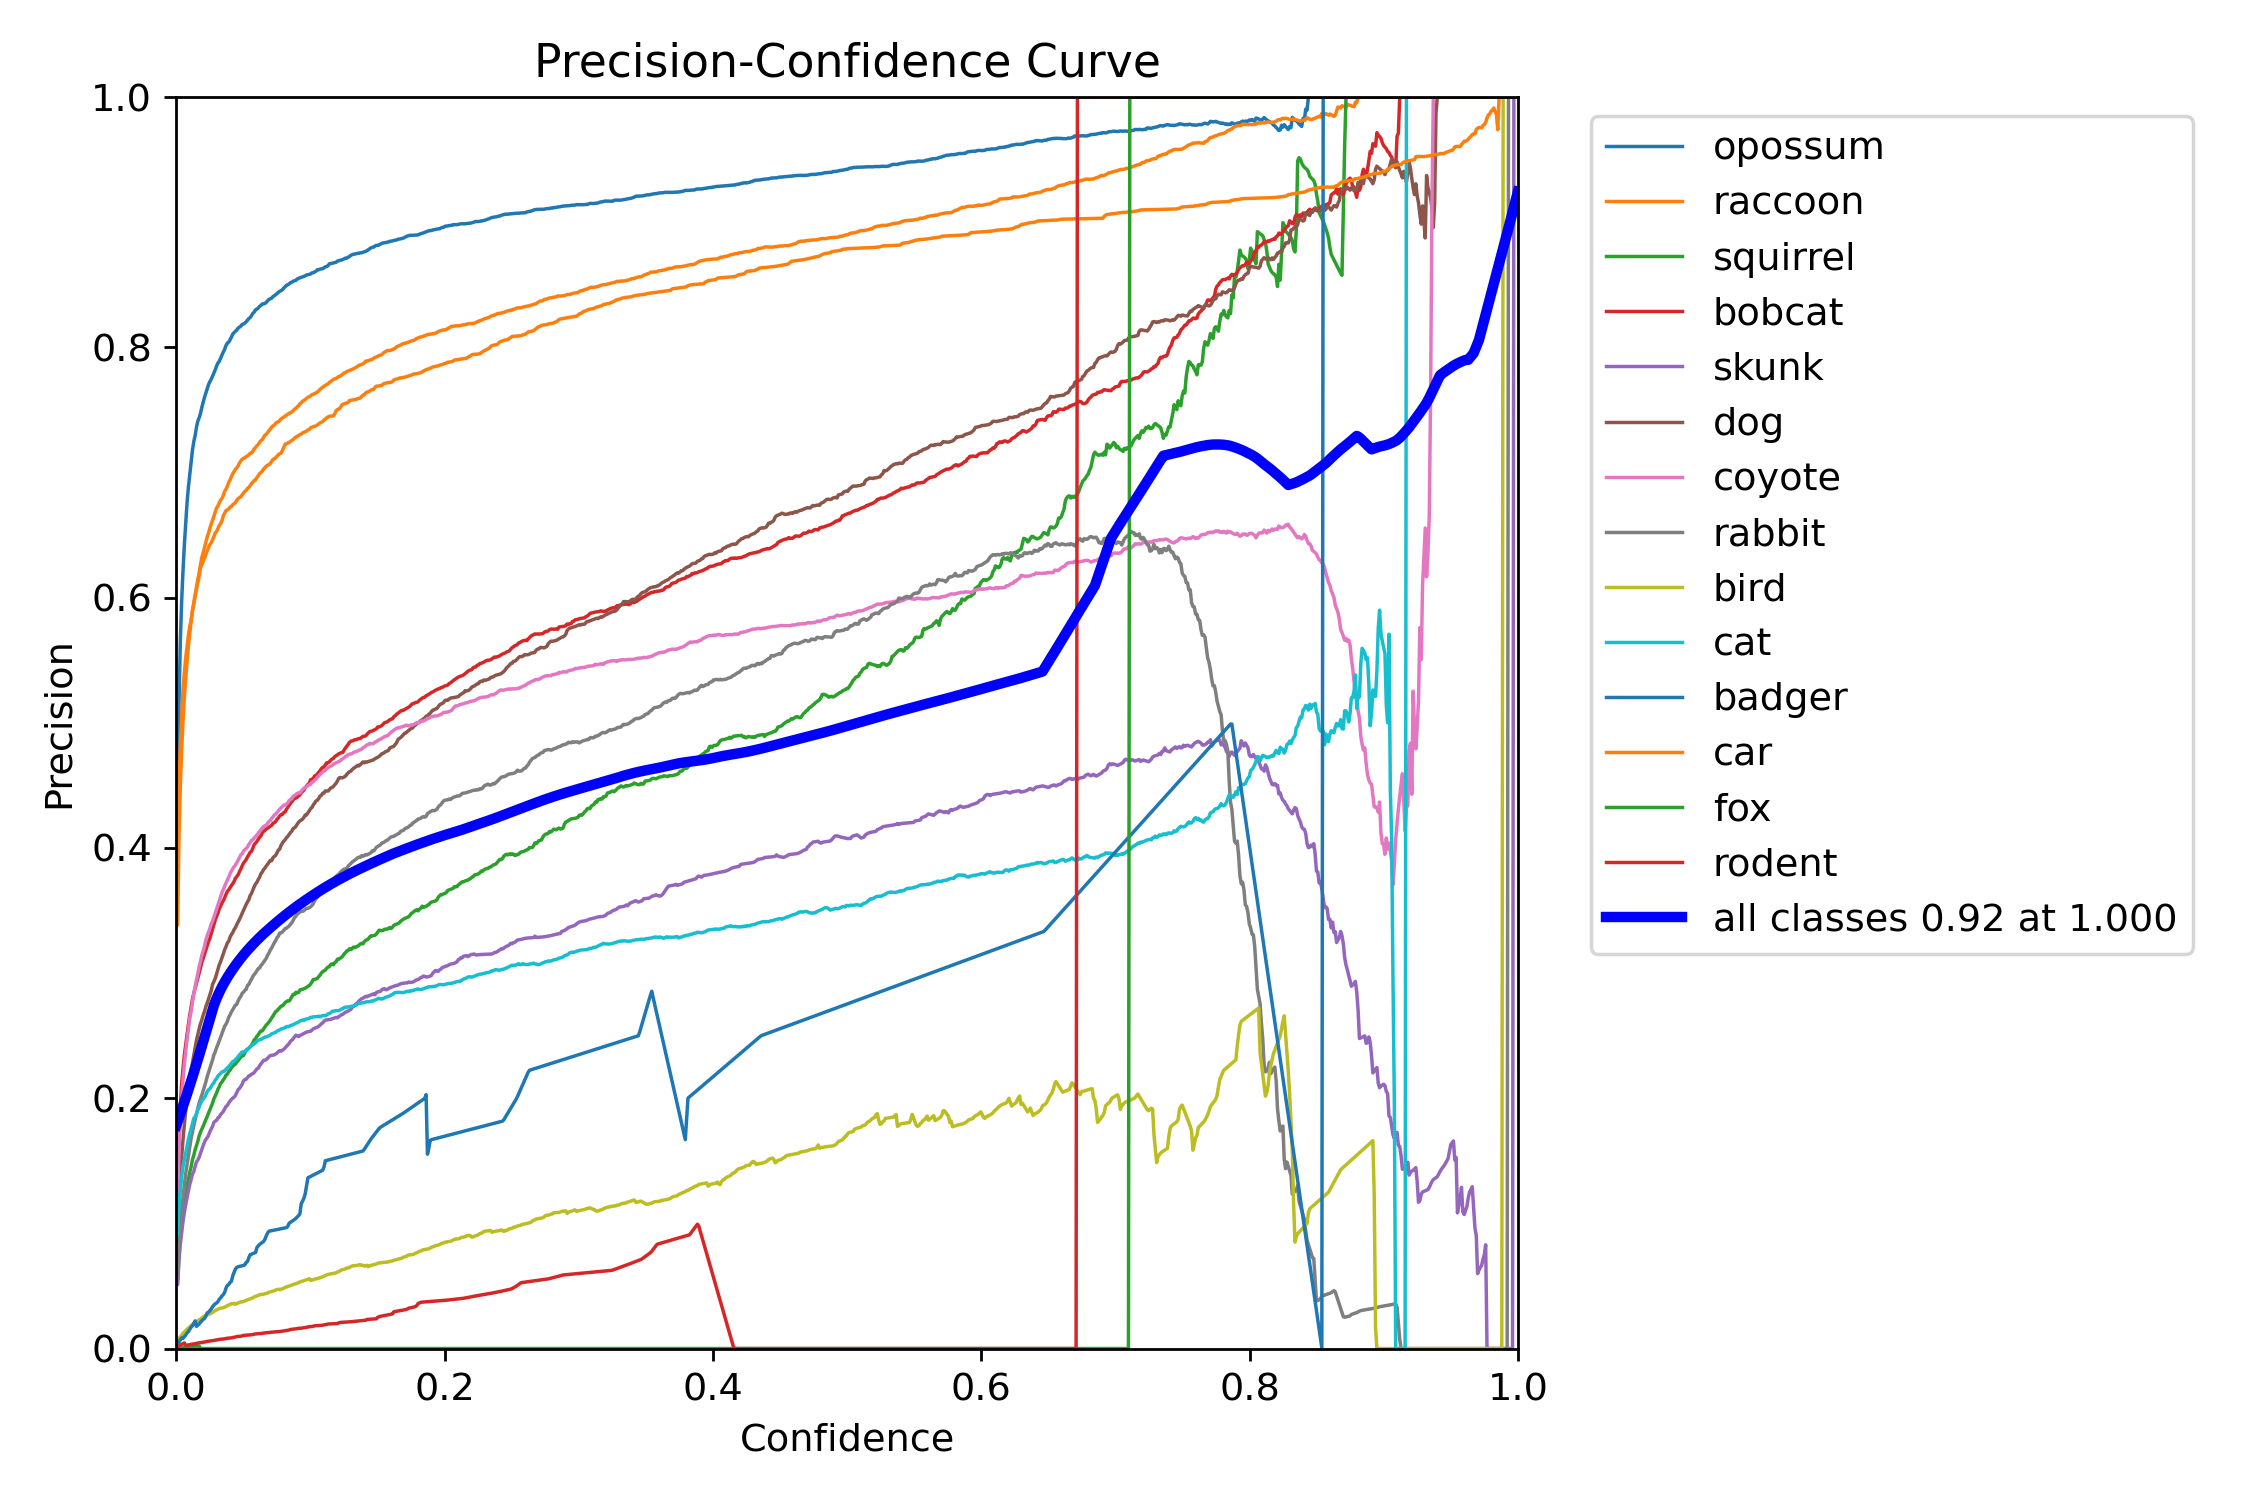 Precision-Confidence Curve
1.0
0.8
0.6
0.4
0.2
0.0
Precision
0.0 0.2 0.4 0.6 0.8 1.0
Confidence
opossum
raccoon
squirrel
bobcat
skunk
dog
coyote
rabbit
bird
cat
badger
car
fox
rodent
all classes 0.92 at 1.000